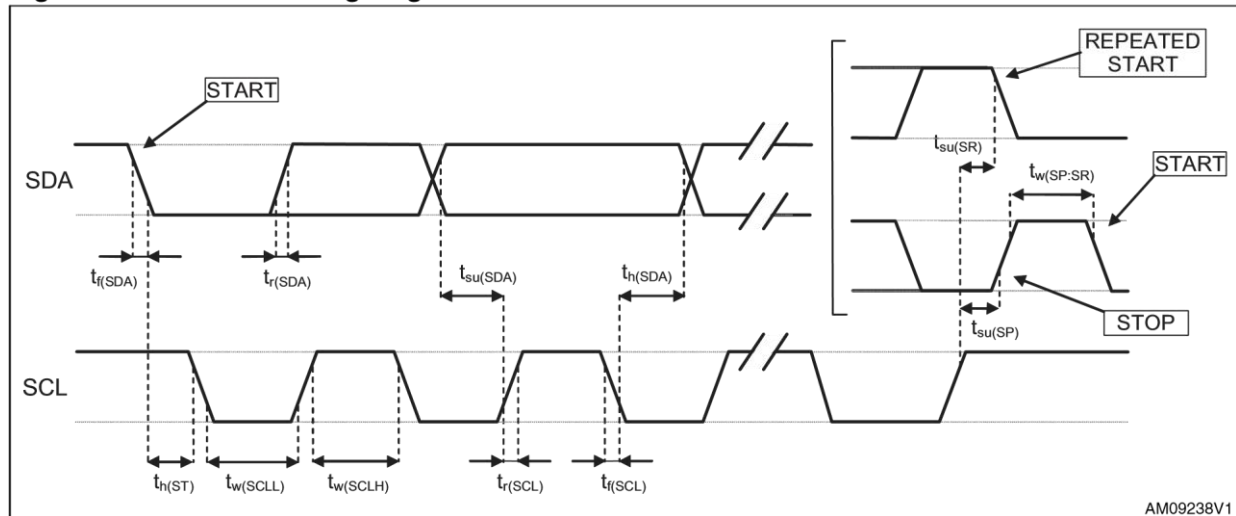 REPEATED
START
START
tsu(SR)
tw(SP:SR)
START
SDA
tf(SDA)
tr(SDA)
tsu(SDA)
th(SDA)
tsu(SP)
STOP
SCL
th(ST)
tw(SCLL)
tw(SCLH)
tr(SCL)
tf(SCL)
AM09238V1